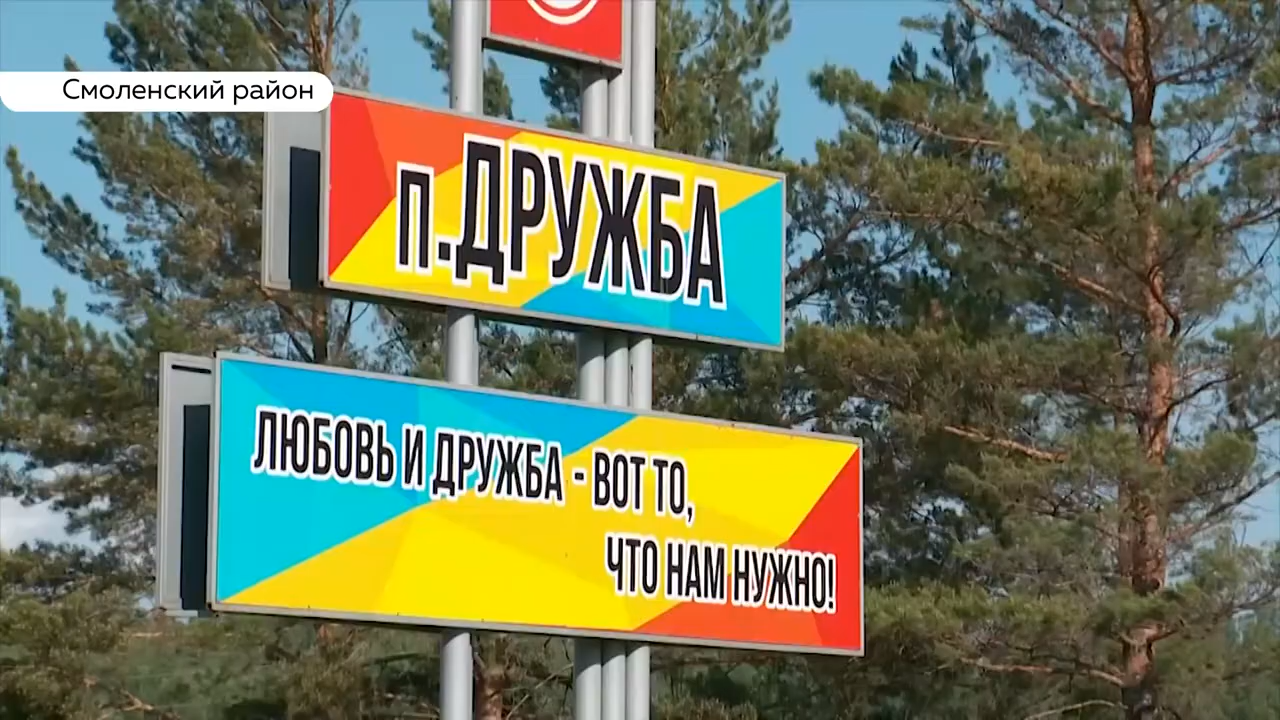 Смоленский район
п.ДРУЖБА
ЛЮБОВЬ И ДРУЖБА - ВОТ ТО,
ЧТО НАМ НУЖНО!